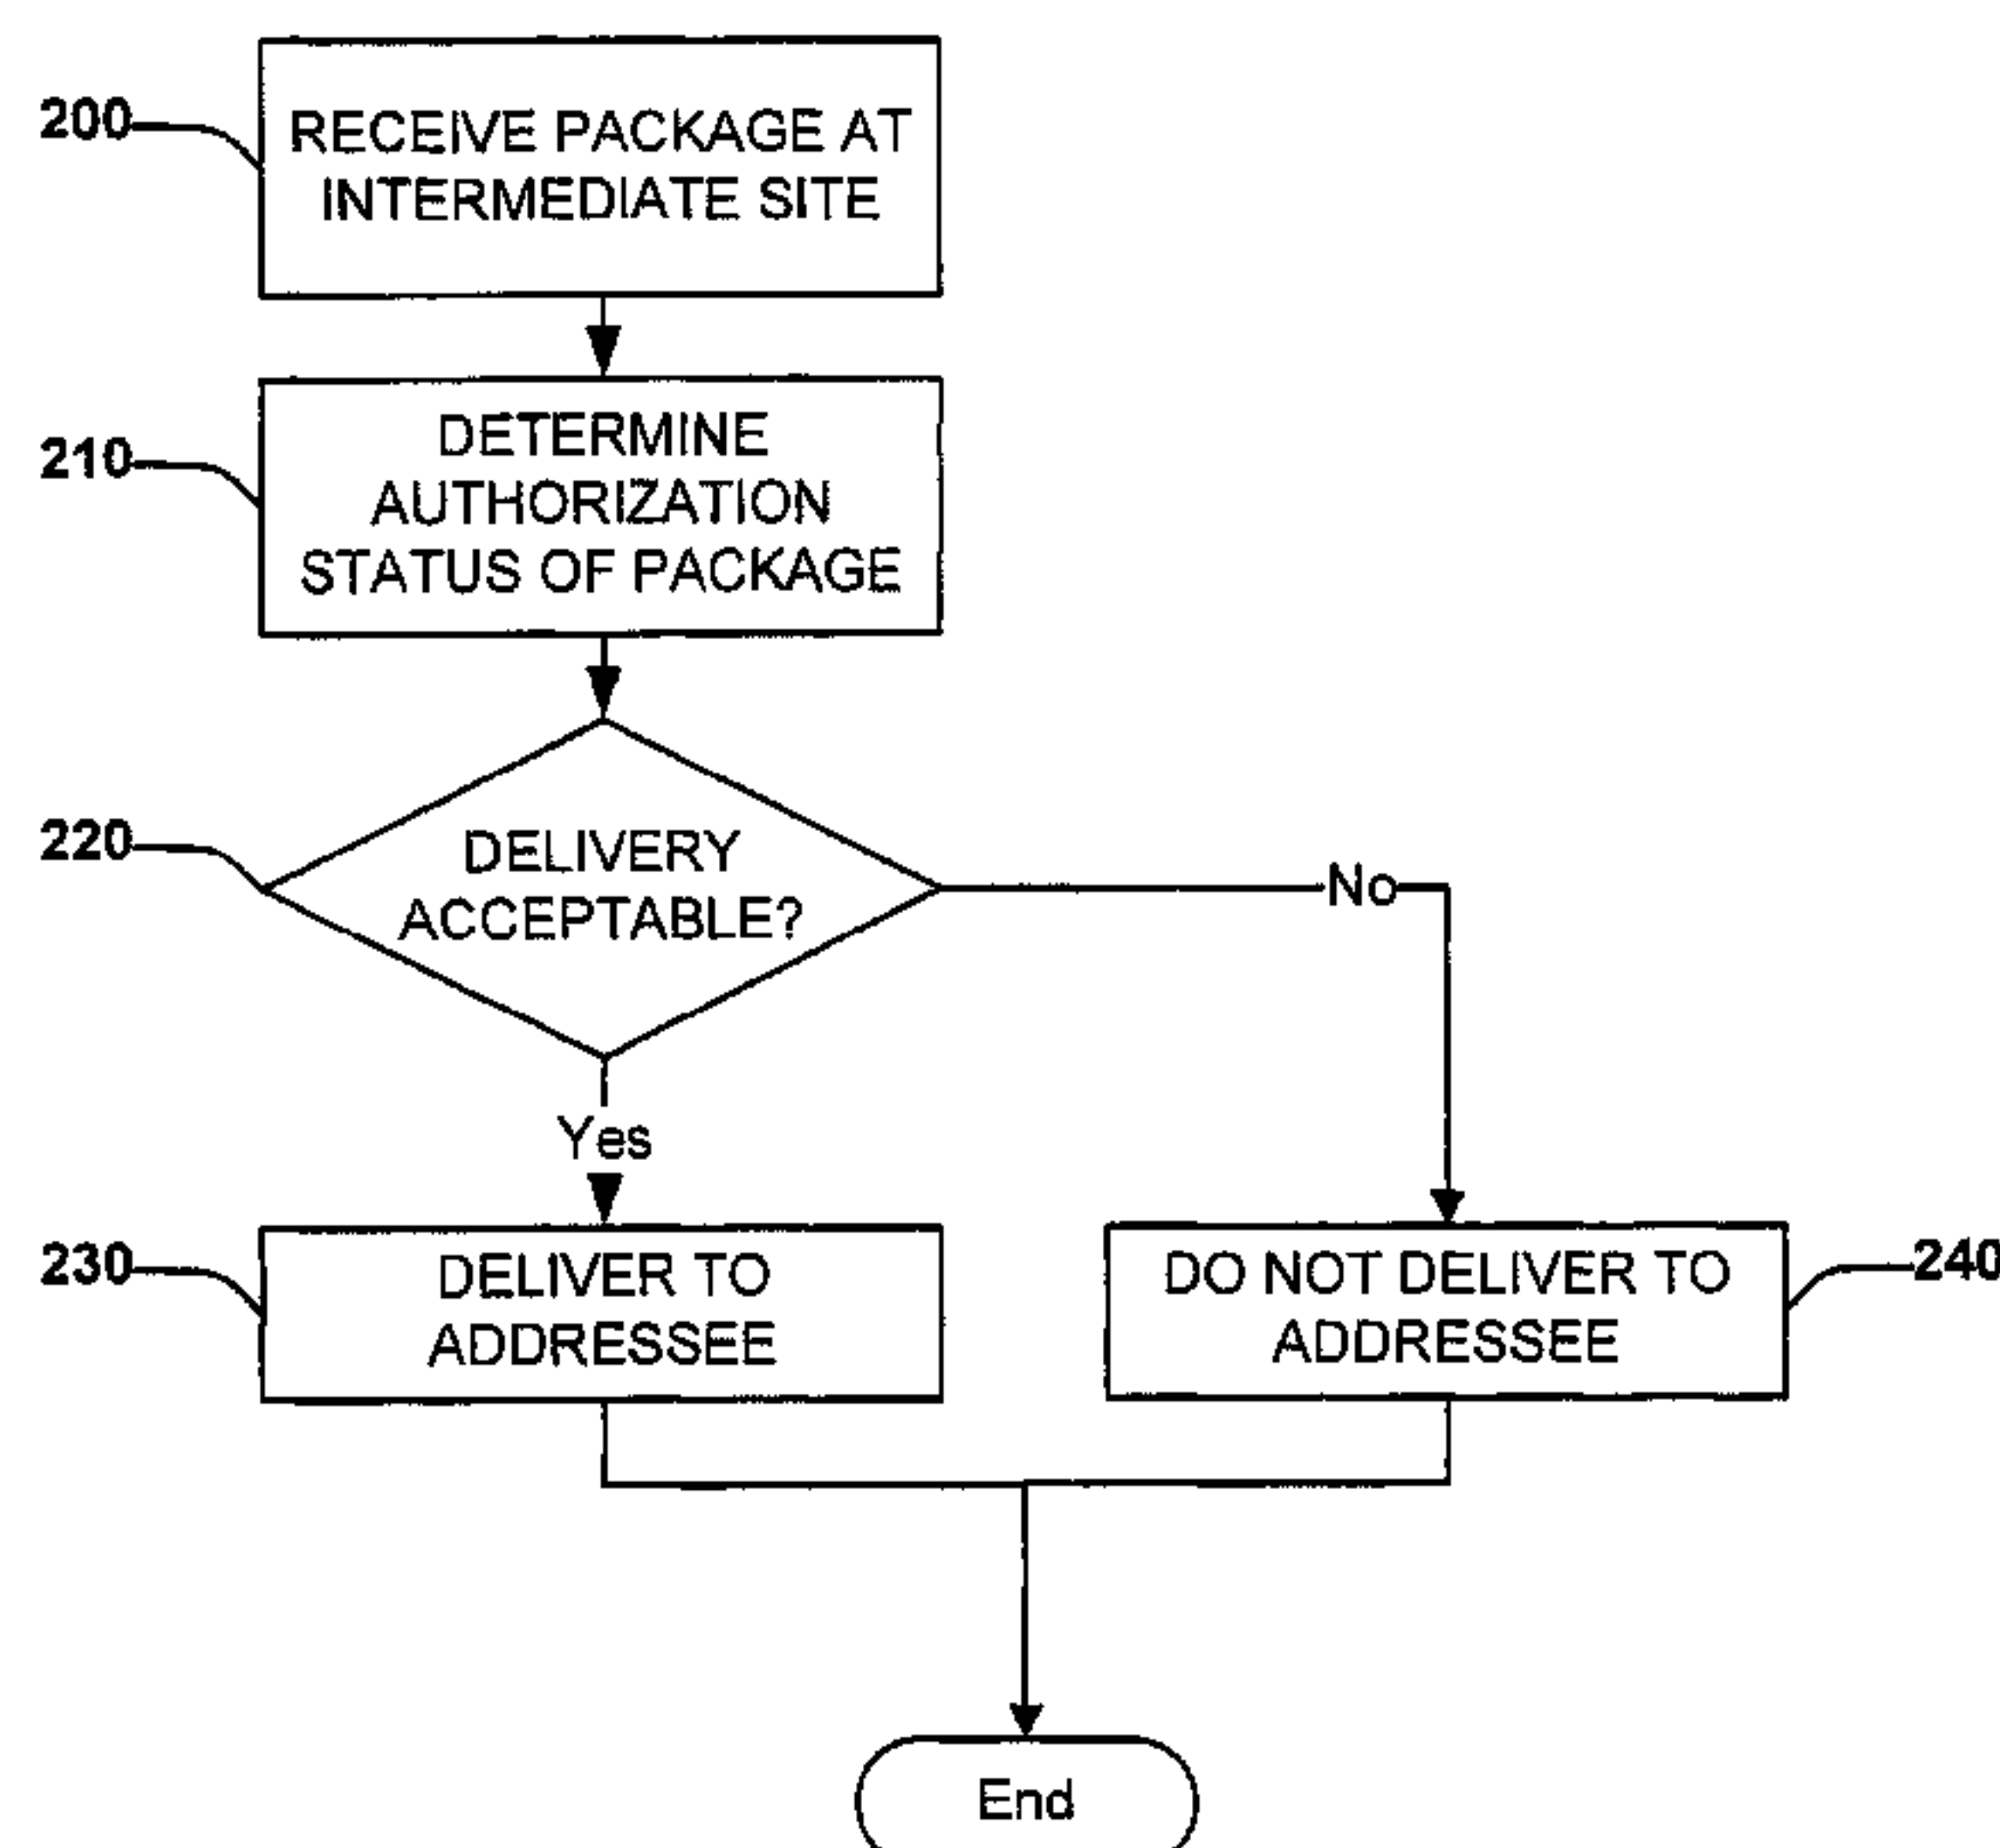 200
RECEIVE PACKAGE AT
INTERMEDIATE SITE
210
DETERMINE
AUTHORIZATION
STATUS OF PACKAGE
220
DELIVERY
ACCEPTABLE?
No
Yes
230
DELIVER TO
ADDRESSEE
DO NOT DELIVER TO
ADDRESSEE
240
End